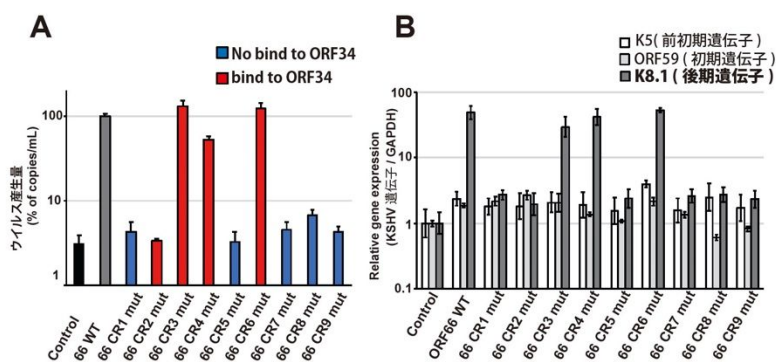 A
No bind to ORF34
bind to ORF34
ウイルス産生量
(% of copies/mL)
100
10
1
Control
66 WT
66 CR1 mut
66 CR2 mut
66 CR3 mut
66 CR4 mut
66 CR5 mut
66 CR6 mut
66 CR7 mut
66 CR8 mut
66 CR9 mut
B
K5( 前初期遺伝子 )
ORF59 ( 初期遺伝子 )
K8.1 ( 後期遺伝子 )
Relative gene expression
(KSHV 遺伝子 / GAPDH)
100
10
1
0.1
Control
ORF66 WT
66 CR1 mut
66 CR2 mut
66 CR3 mut
66 CR4 mut
66 CR5 mut
66 CR6 mut
66 CR7 mut
66 CR8 mut
66 CR9 mut